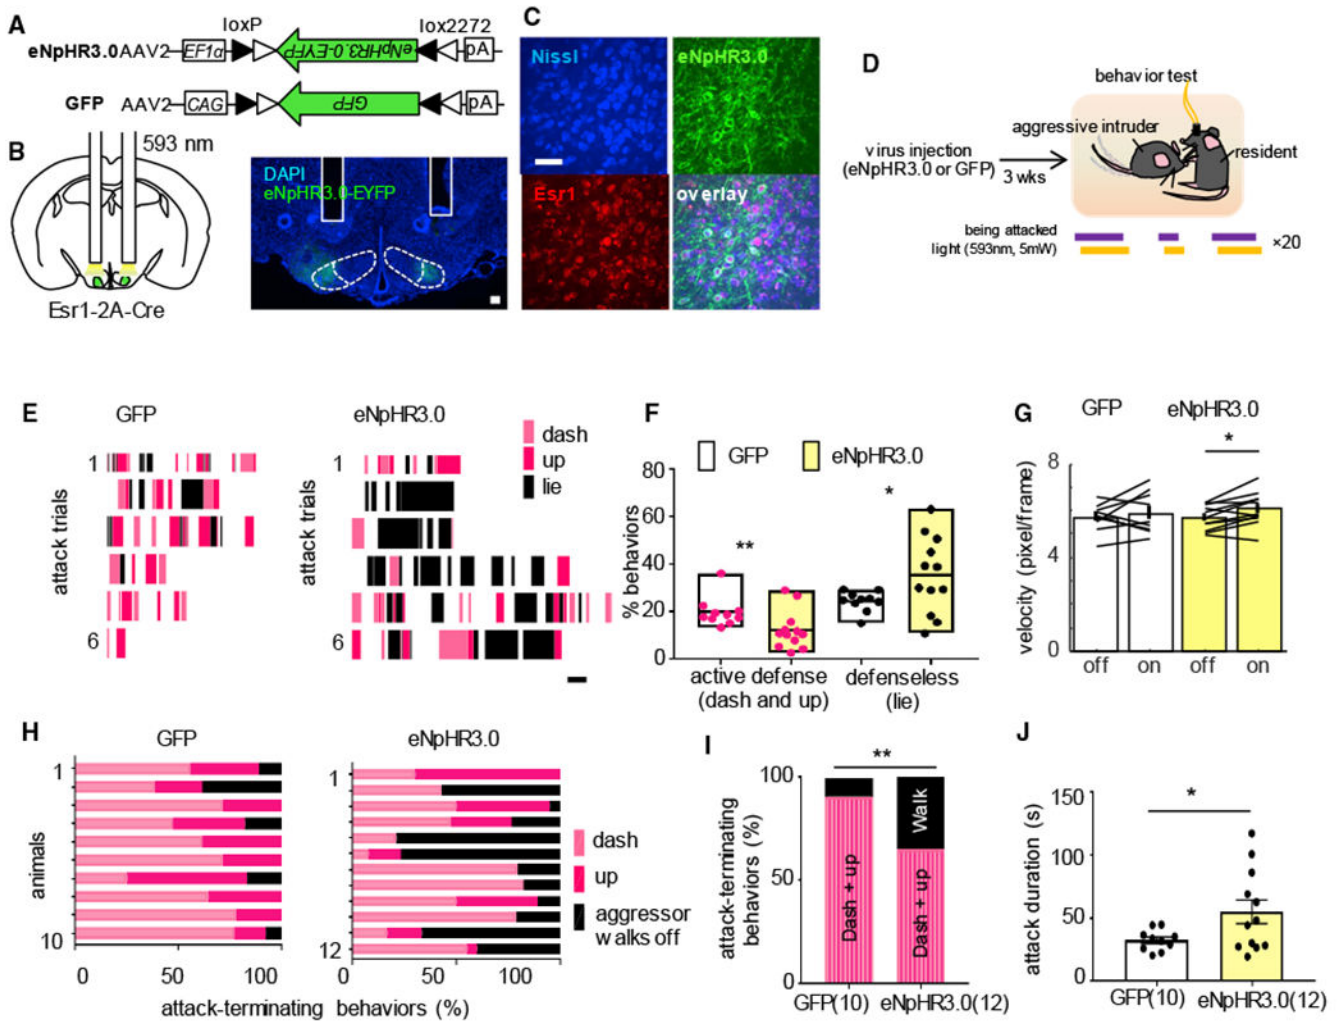 A
loxP
lox2272
eNpHR3.0 AAV2 EF1α eNpHR3.0-EYFP pA
GFP AAV2 CAG GFP pA
B
593 nm
Esr1-2A-Cre
DAPI
eNpHR3.0-EYFP
C
Nissl
eNpHR3.0
Esr1
overlay
D
behavior test
aggressive intruder
resident
virus injection
(eNpHR3.0 or GFP)
3 wks
being attacked
light (593nm, 5mW)
×20
E
GFP
eNpHR3.0
dash
up
lie
attack trials
1
6
attack trials
1
6
F
GFP
eNpHR3.0
% behaviors
80
60
40
20
0
**
*
active defense
(dash and up)
defenseless
(lie)
G
GFP
eNpHR3.0
*
velocity (pixel/frame)
8
4
0
off on off on
H
GFP
eNpHR3.0
animals
1
10
1
12
0 50 100
0 50 100
attack-terminating behaviors (%)
dash
up
aggressor
walks off
I
**
attack-terminating
behaviors (%)
100
50
0
Dash + up
Walk
Dash + up
GFP(10) eNpHR3.0(12)
J
*
attack duration (s)
150
100
50
0
GFP(10) eNpHR3.0(12)